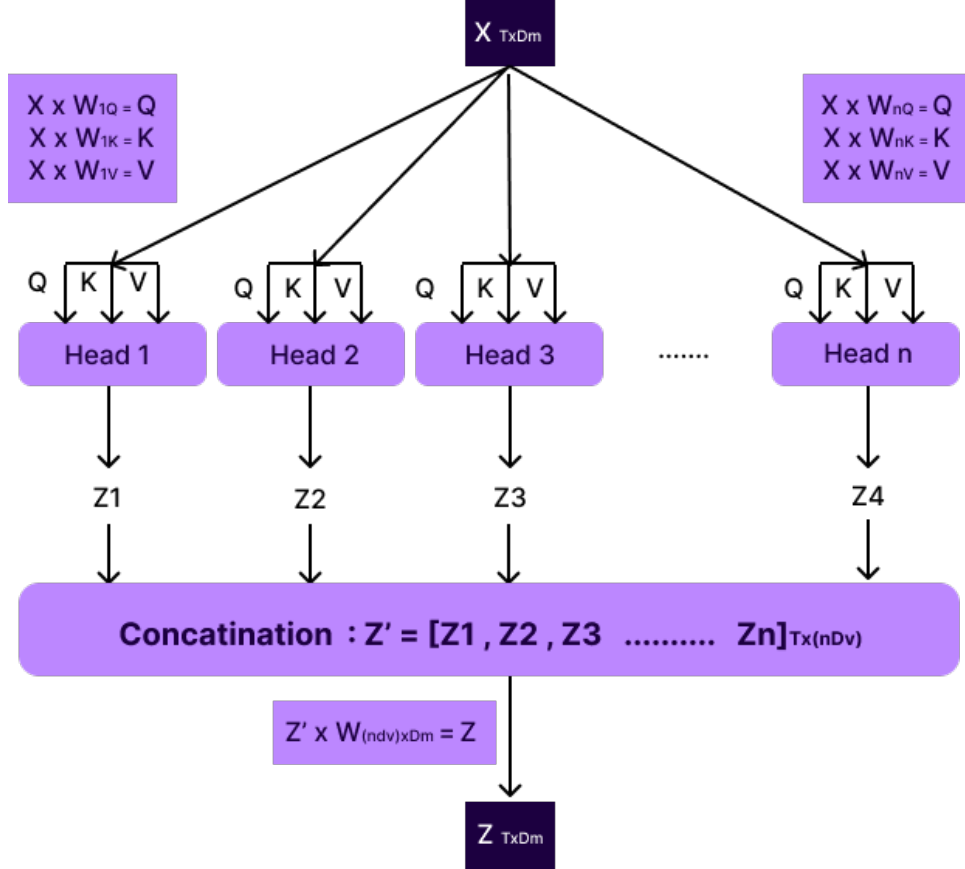 X TxDm
X x W1Q = Q
X x W1K = K
X x W1V = V
X x WnQ = Q
X x WnK = K
X x WnV = V
Q K V
Q K V
Q K V
Q K V
Head 1
Head 2
Head 3
.......
Head n
Z1
Z2
Z3
Z4
Concatination : Z’ = [Z1 , Z2 , Z3 .......... Zn]Tx(nDv)
Z’ x W(ndv)xDm = Z
Z TxDm